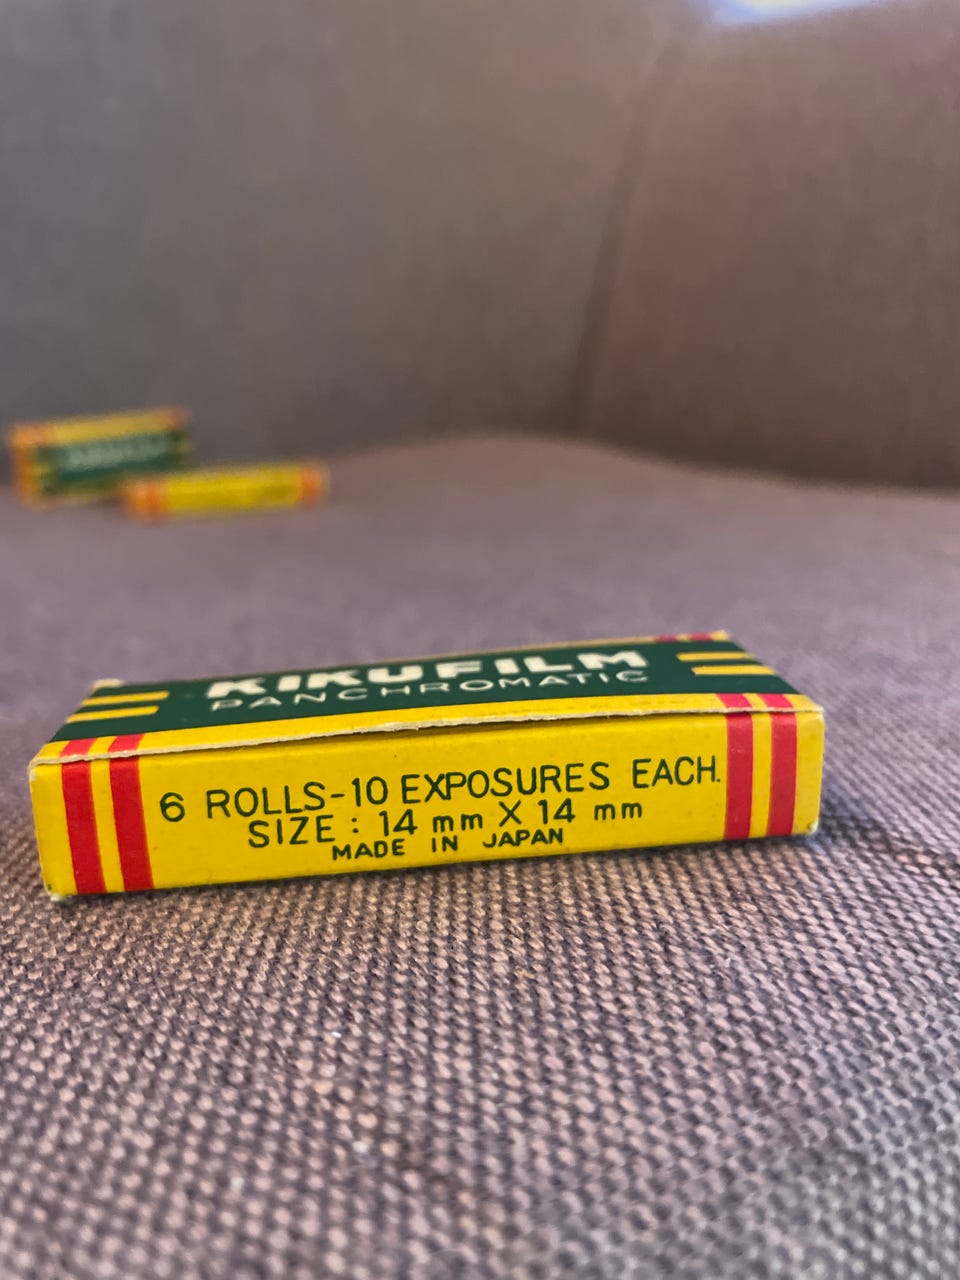 KIKUFILM
PANCHROMATIC
6 ROLLS-10 EXPOSURES EACH.
SIZE : 14 mm X 14 mm
MADE IN JAPAN